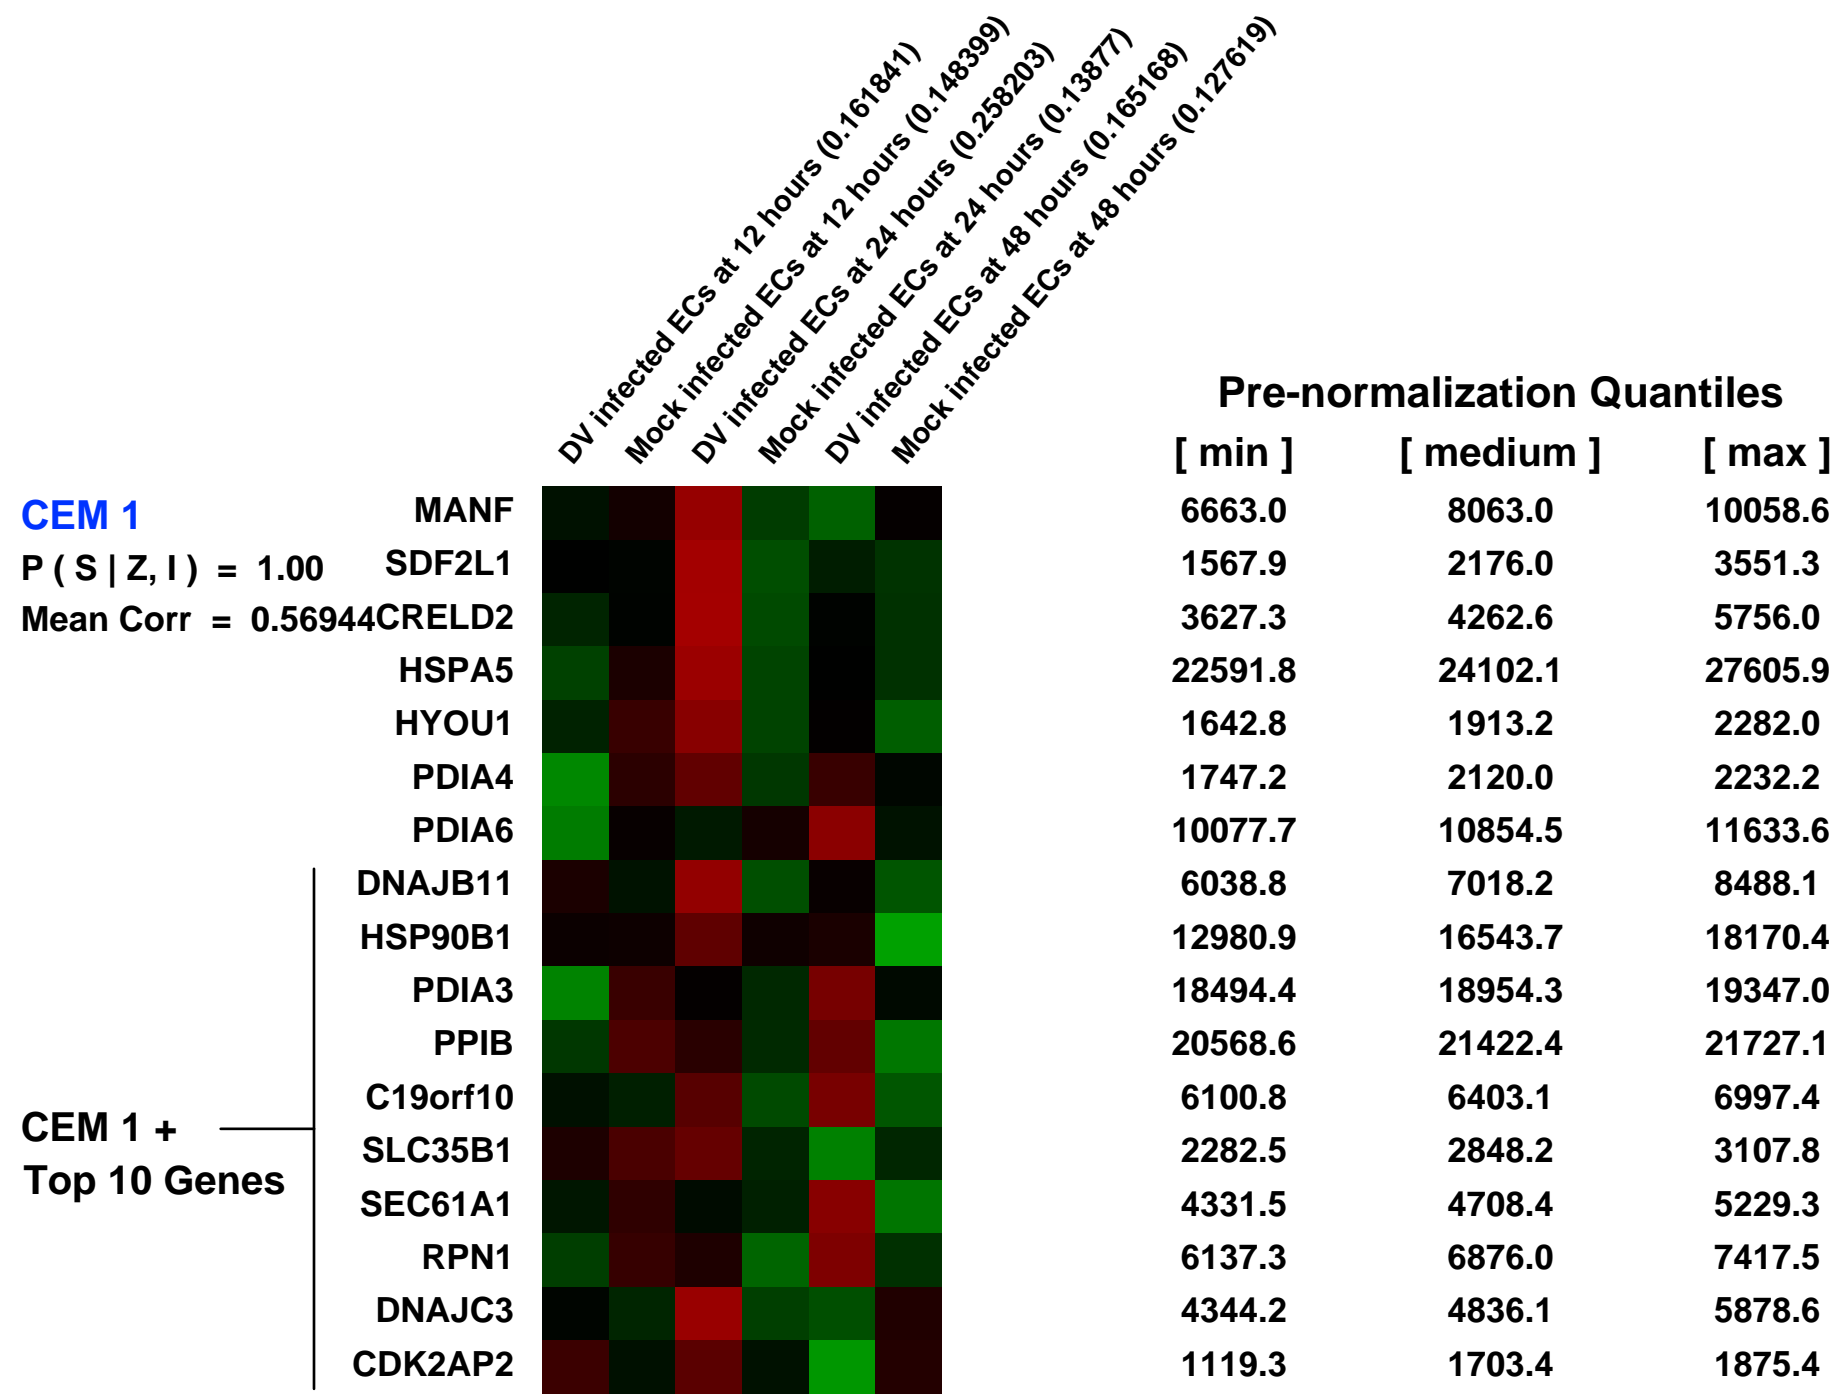 DV infected ECs at 12 hours (0.161841)
Mock infected ECs at 12 hours (0.148399)
DV infected ECs at 24 hours (0.258203)
Mock infected ECs at 24 hours (0.13877)
DV infected ECs at 48 hours (0.165168)
Mock infected ECs at 48 hours (0.127619)
Pre-normalization Quantiles
[ min ] [ medium ] [ max ]
CEM 1 MANF 6663.0 8063.0 10058.6
P ( S | Z, I ) = 1.00 SDF2L1 1567.9 2176.0 3551.3
Mean Corr = 0.56944 CRELD2 3627.3 4262.6 5756.0
HSPA5 22591.8 24102.1 27605.9
HYOU1 1642.8 1913.2 2282.0
PDIA4 1747.2 2120.0 2232.2
PDIA6 10077.7 10854.5 11633.6
DNAJB11 6038.8 7018.2 8488.1
HSP90B1 12980.9 16543.7 18170.4
PDIA3 18494.4 18954.3 19347.0
PPIB 20568.6 21422.4 21727.1
C19orf10 6100.8 6403.1 6997.4
CEM 1 +
SLC35B1 2282.5 2848.2 3107.8
Top 10 Genes
SEC61A1 4331.5 4708.4 5229.3
RPN1 6137.3 6876.0 7417.5
DNAJC3 4344.2 4836.1 5878.6
CDK2AP2 1119.3 1703.4 1875.4